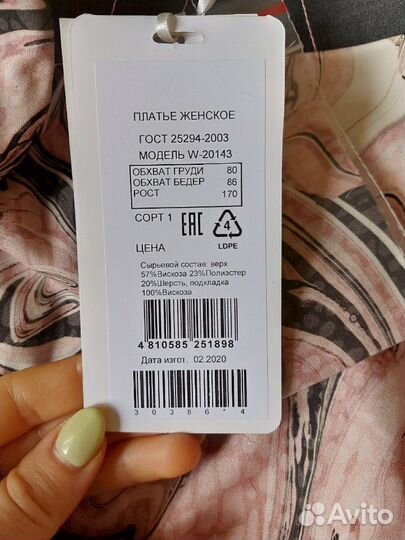 ПЛАТЬЕ ЖЕНСКОЕ
ГОСТ 25294-2003
МОДЕЛЬ W-20143
ОБХВАТ ГРУДИ 80
ОБХВАТ БЕДЕР 86
РОСТ 170
СОРТ 1 EAC 4
LDPE
ЦЕНА
Сырьевой состав: верх
57%Вискоза 23%Полиэстер
20%Шерсть, подкладка
100%Вискоза
4 810585 251898
Дата изгот. 02.2020
30386*4
Avito